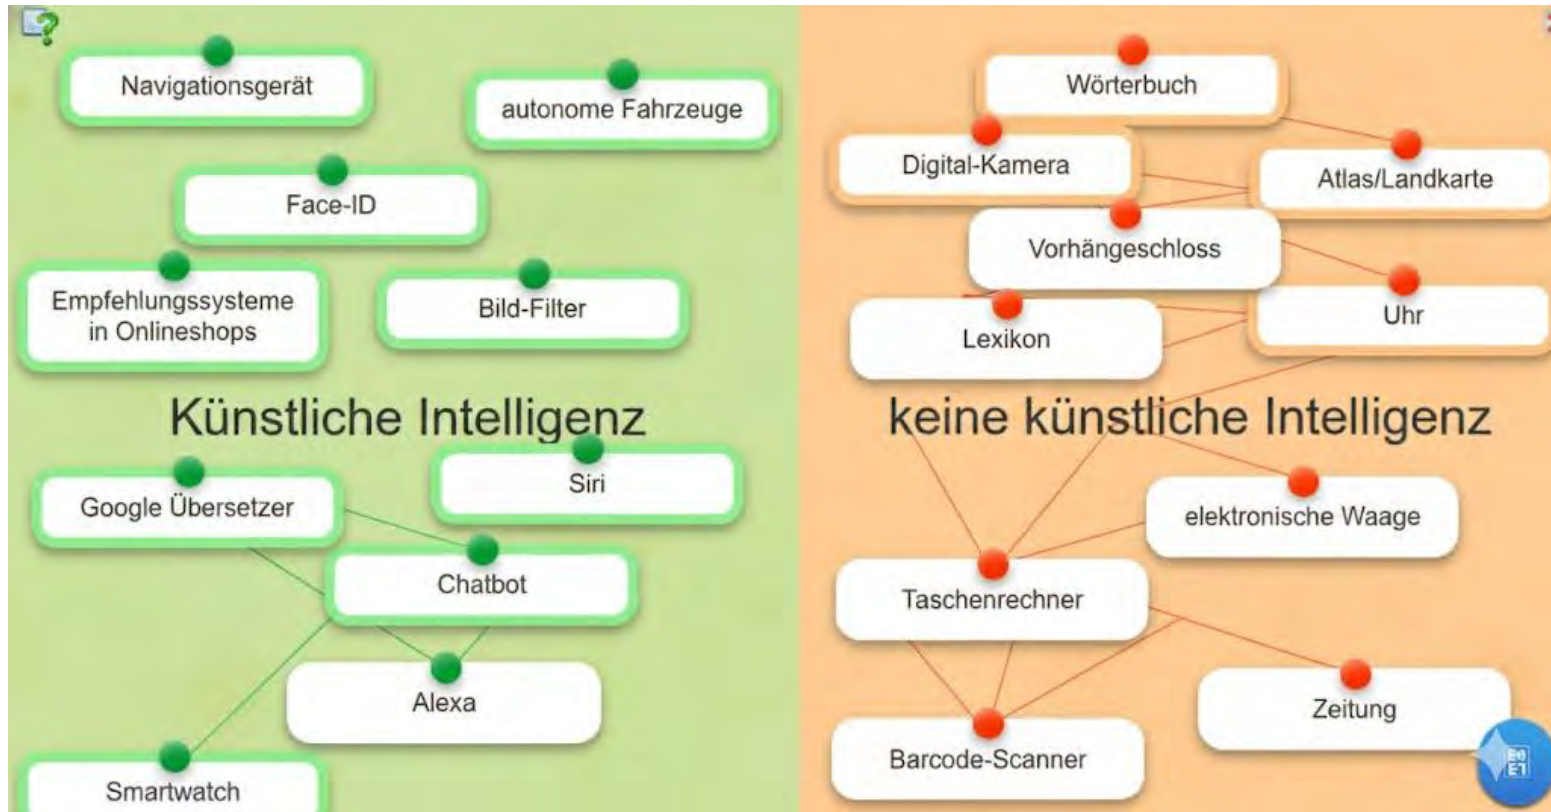 Navigationsgerät
autonome Fahrzeuge
Face-ID
Empfehlungssysteme
in Onlineshops
Bild-Filter
Künstliche Intelligenz
Siri
Google Übersetzer
Chatbot
Alexa
Smartwatch
Wörterbuch
Digital-Kamera
Atlas/Landkarte
Vorhängeschloss
Uhr
Lexikon
keine künstliche Intelligenz
elektronische Waage
Taschenrechner
Zeitung
Barcode-Scanner